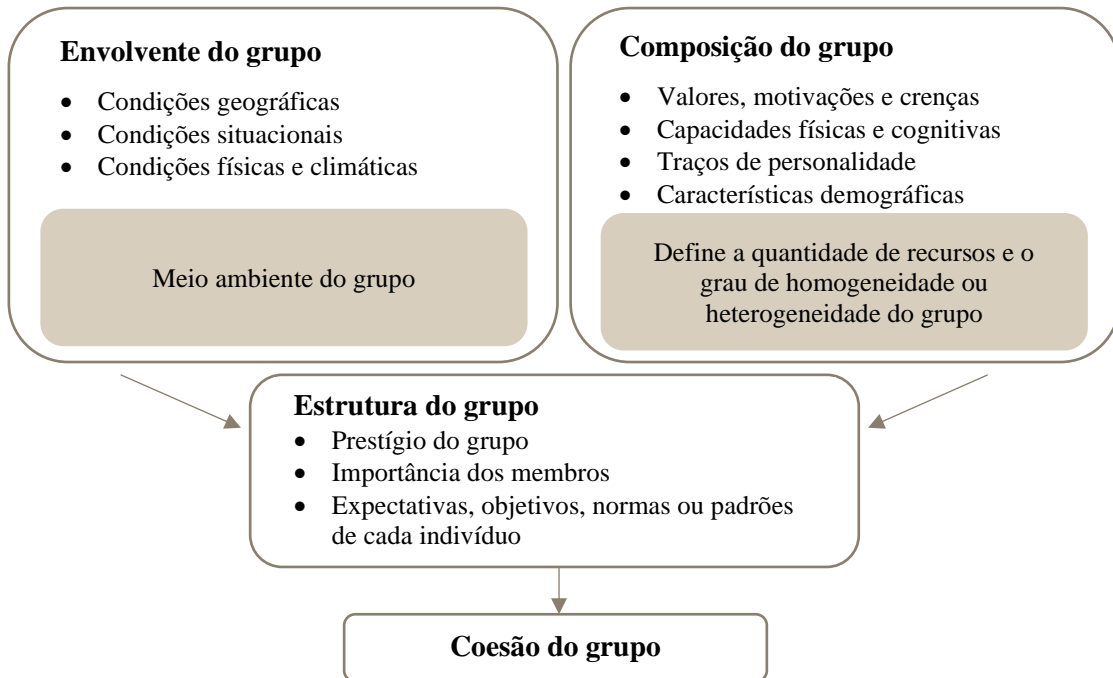 Envolvente do grupo
• Condições geográficas
• Condições situacionais
• Condições físicas e climáticas
Meio ambiente do grupo
Composição do grupo
• Valores, motivações e crenças
• Capacidades físicas e cognitivas
• Traços de personalidade
• Características demográficas
Define a quantidade de recursos e o
grau de homogeneidade ou
heterogeneidade do grupo
Estrutura do grupo
• Prestígio do grupo
• Importância dos membros
• Expectativas, objetivos, normas ou padrões
de cada indivíduo
Coesão do grupo